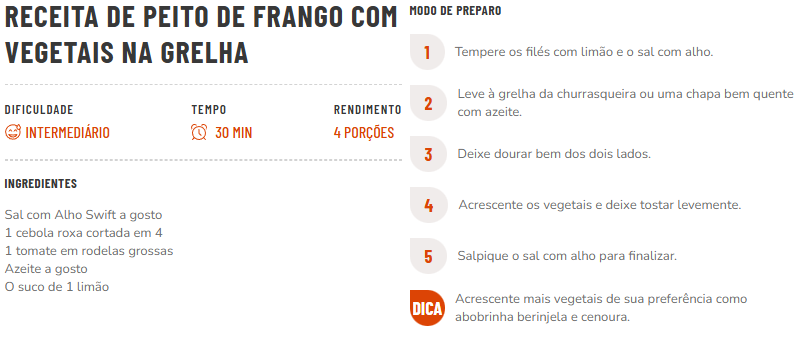 RECEITA DE PEITO DE FRANGO COM
VEGETAIS NA GRELHA
DIFICULDADE
INTERMEDIÁRIO
TEMPO
30 MIN
RENDIMENTO
4 PORÇÕES
INGREDIENTES
Sal com Alho Swift a gosto
1 cebola roxa cortada em 4
1 tomate em rodelas grossas
Azeite a gosto
O suco de 1 limão
MODO DE PREPARO
1 Tempere os filés com limão e o sal com alho.
2 Leve à grelha da churrasqueira ou uma chapa bem quente
com azeite.
3 Deixe dourar bem dos dois lados.
4 Acrescente os vegetais e deixe tostar levemente.
5 Salpique o sal com alho para finalizar.
DICA Acrescente mais vegetais de sua preferência como
abobrinha berinjela e cenoura.